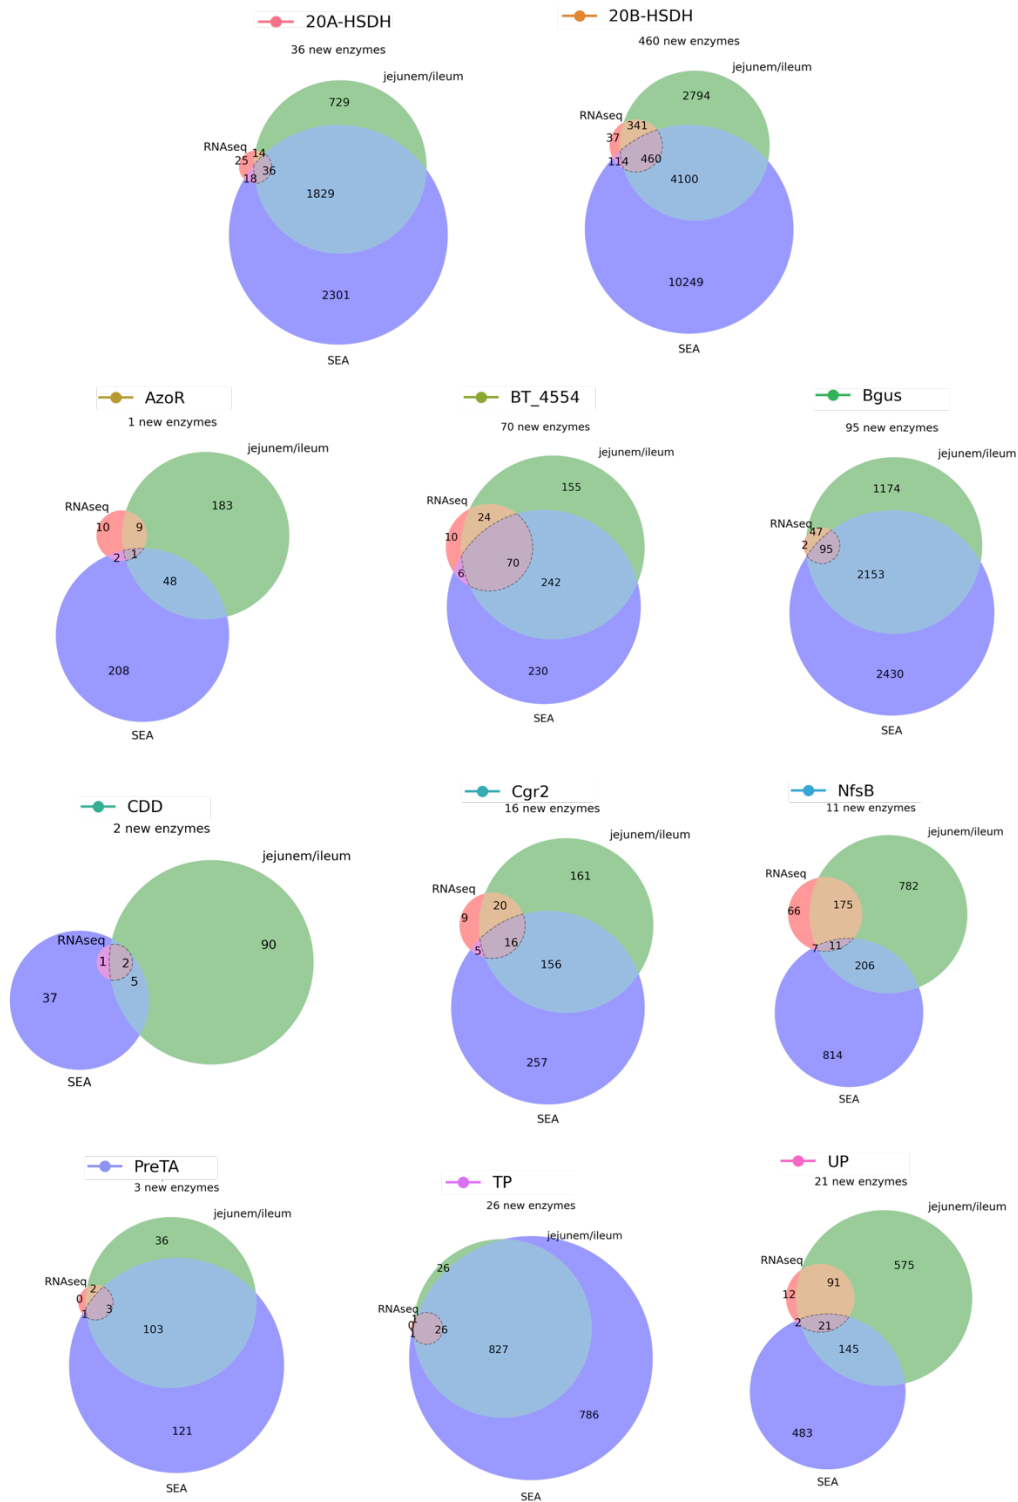 20A-HSDH
36 new enzymes
jejunem/ileum
729
RNAseq
25
14
36
18
1829
2301
SEA
20B-HSDH
460 new enzymes
jejunem/ileum
2794
RNAseq
37
341
114
460
4100
10249
SEA
AzoR
1 new enzymes
jejunem/ileum
183
RNAseq
10
9
2
1
48
208
SEA
BT_4554
70 new enzymes
jejunem/ileum
155
RNAseq
24
10
70
6
242
230
SEA
Bgus
95 new enzymes
jejunem/ileum
1174
RNAseq
47
2
95
2153
2430
SEA
CDD
2 new enzymes
jejunem/ileum
RNAseq
90
1
2
5
37
SEA
Cgr2
16 new enzymes
jejunem/ileum
161
RNAseq
9
20
5
16
156
257
SEA
NfsB
11 new enzymes
jejunem/ileum
RNAseq
782
66
175
7
11
206
814
SEA
PreTA
3 new enzymes
jejunem/ileum
36
RNAseq
2
0
3
1
103
121
SEA
TP
26 new enzymes
jejunem/ileum
26
RNAseq
1
0
1
26
827
786
SEA
UP
21 new enzymes
jejunem/ileum
RNAseq
575
91
12
2
21
145
483
SEA